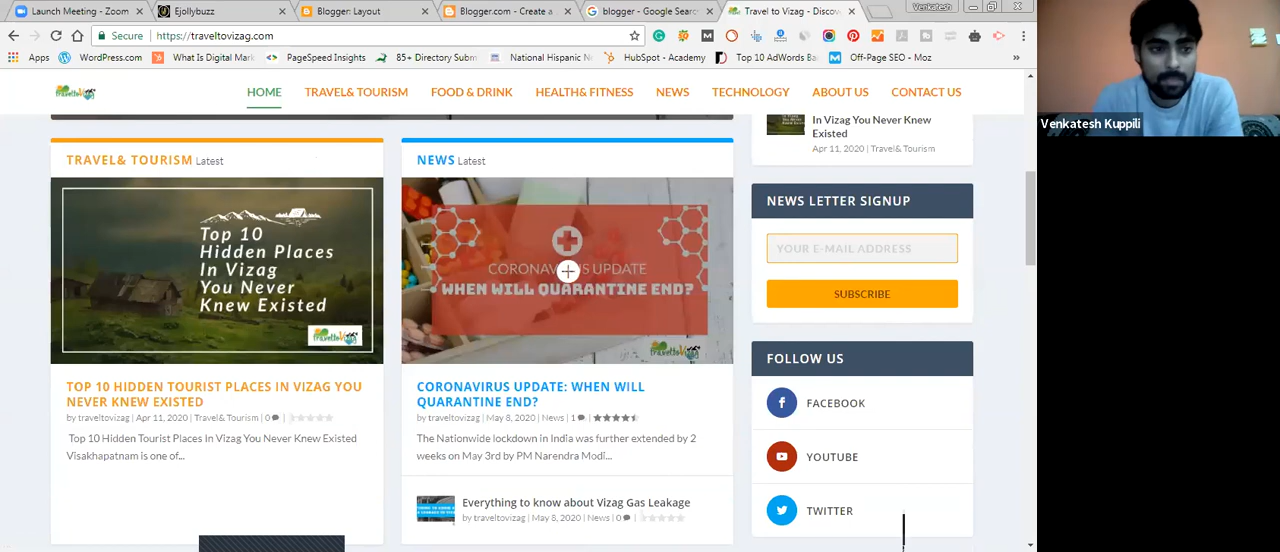 Launch Meeting - Zoom
Ejollybuzz
Blogger: Layout
Blogger.com - Create a
blogger - Google Searc
Travel to Vizag - Discov
Venkatesh
Secure https://traveltovizag.com
Apps WordPress.com What Is Digital Mark PageSpeed Insights 85+ Directory Subm National Hispanic Ne HubSpot - Academy Top 10 AdWords Ba Off-Page SEO - Moz »
HOME TRAVEL& TOURISM FOOD & DRINK HEALTH& FITNESS NEWS TECHNOLOGY ABOUT US CONTACT US
In Vizag You Never Knew
Existed
Apr 11, 2020 | Travel& Tourism
TRAVEL& TOURISM Latest
Top 10
Hidden Places
In Vizag
You Never
Knew Existed
traveltoVizag
TOP 10 HIDDEN TOURIST PLACES IN VIZAG YOU
NEVER KNEW EXISTED
by traveltovizag | Apr 11, 2020 | Travel& Tourism | 0
Top 10 Hidden Tourist Places In Vizag You Never Knew Existed
Visakhapatnam is one of...
NEWS Latest
CORONAVIRUS UPDATE
WHEN WILL QUARANTINE END?
traveltoVizag
CORONAVIRUS UPDATE: WHEN WILL
QUARANTINE END?
by traveltovizag | May 8, 2020 | News | 1
The Nationwide lockdown in India was further extended by 2
weeks on May 3rd by PM Narendra Modi...
Everything to know about Vizag Gas Leakage
by traveltovizag | May 8, 2020 | News | 0
NEWS LETTER SIGNUP
YOUR E-MAIL ADDRESS
SUBSCRIBE
FOLLOW US
FACEBOOK
YOUTUBE
TWITTER
Venkatesh Kuppili